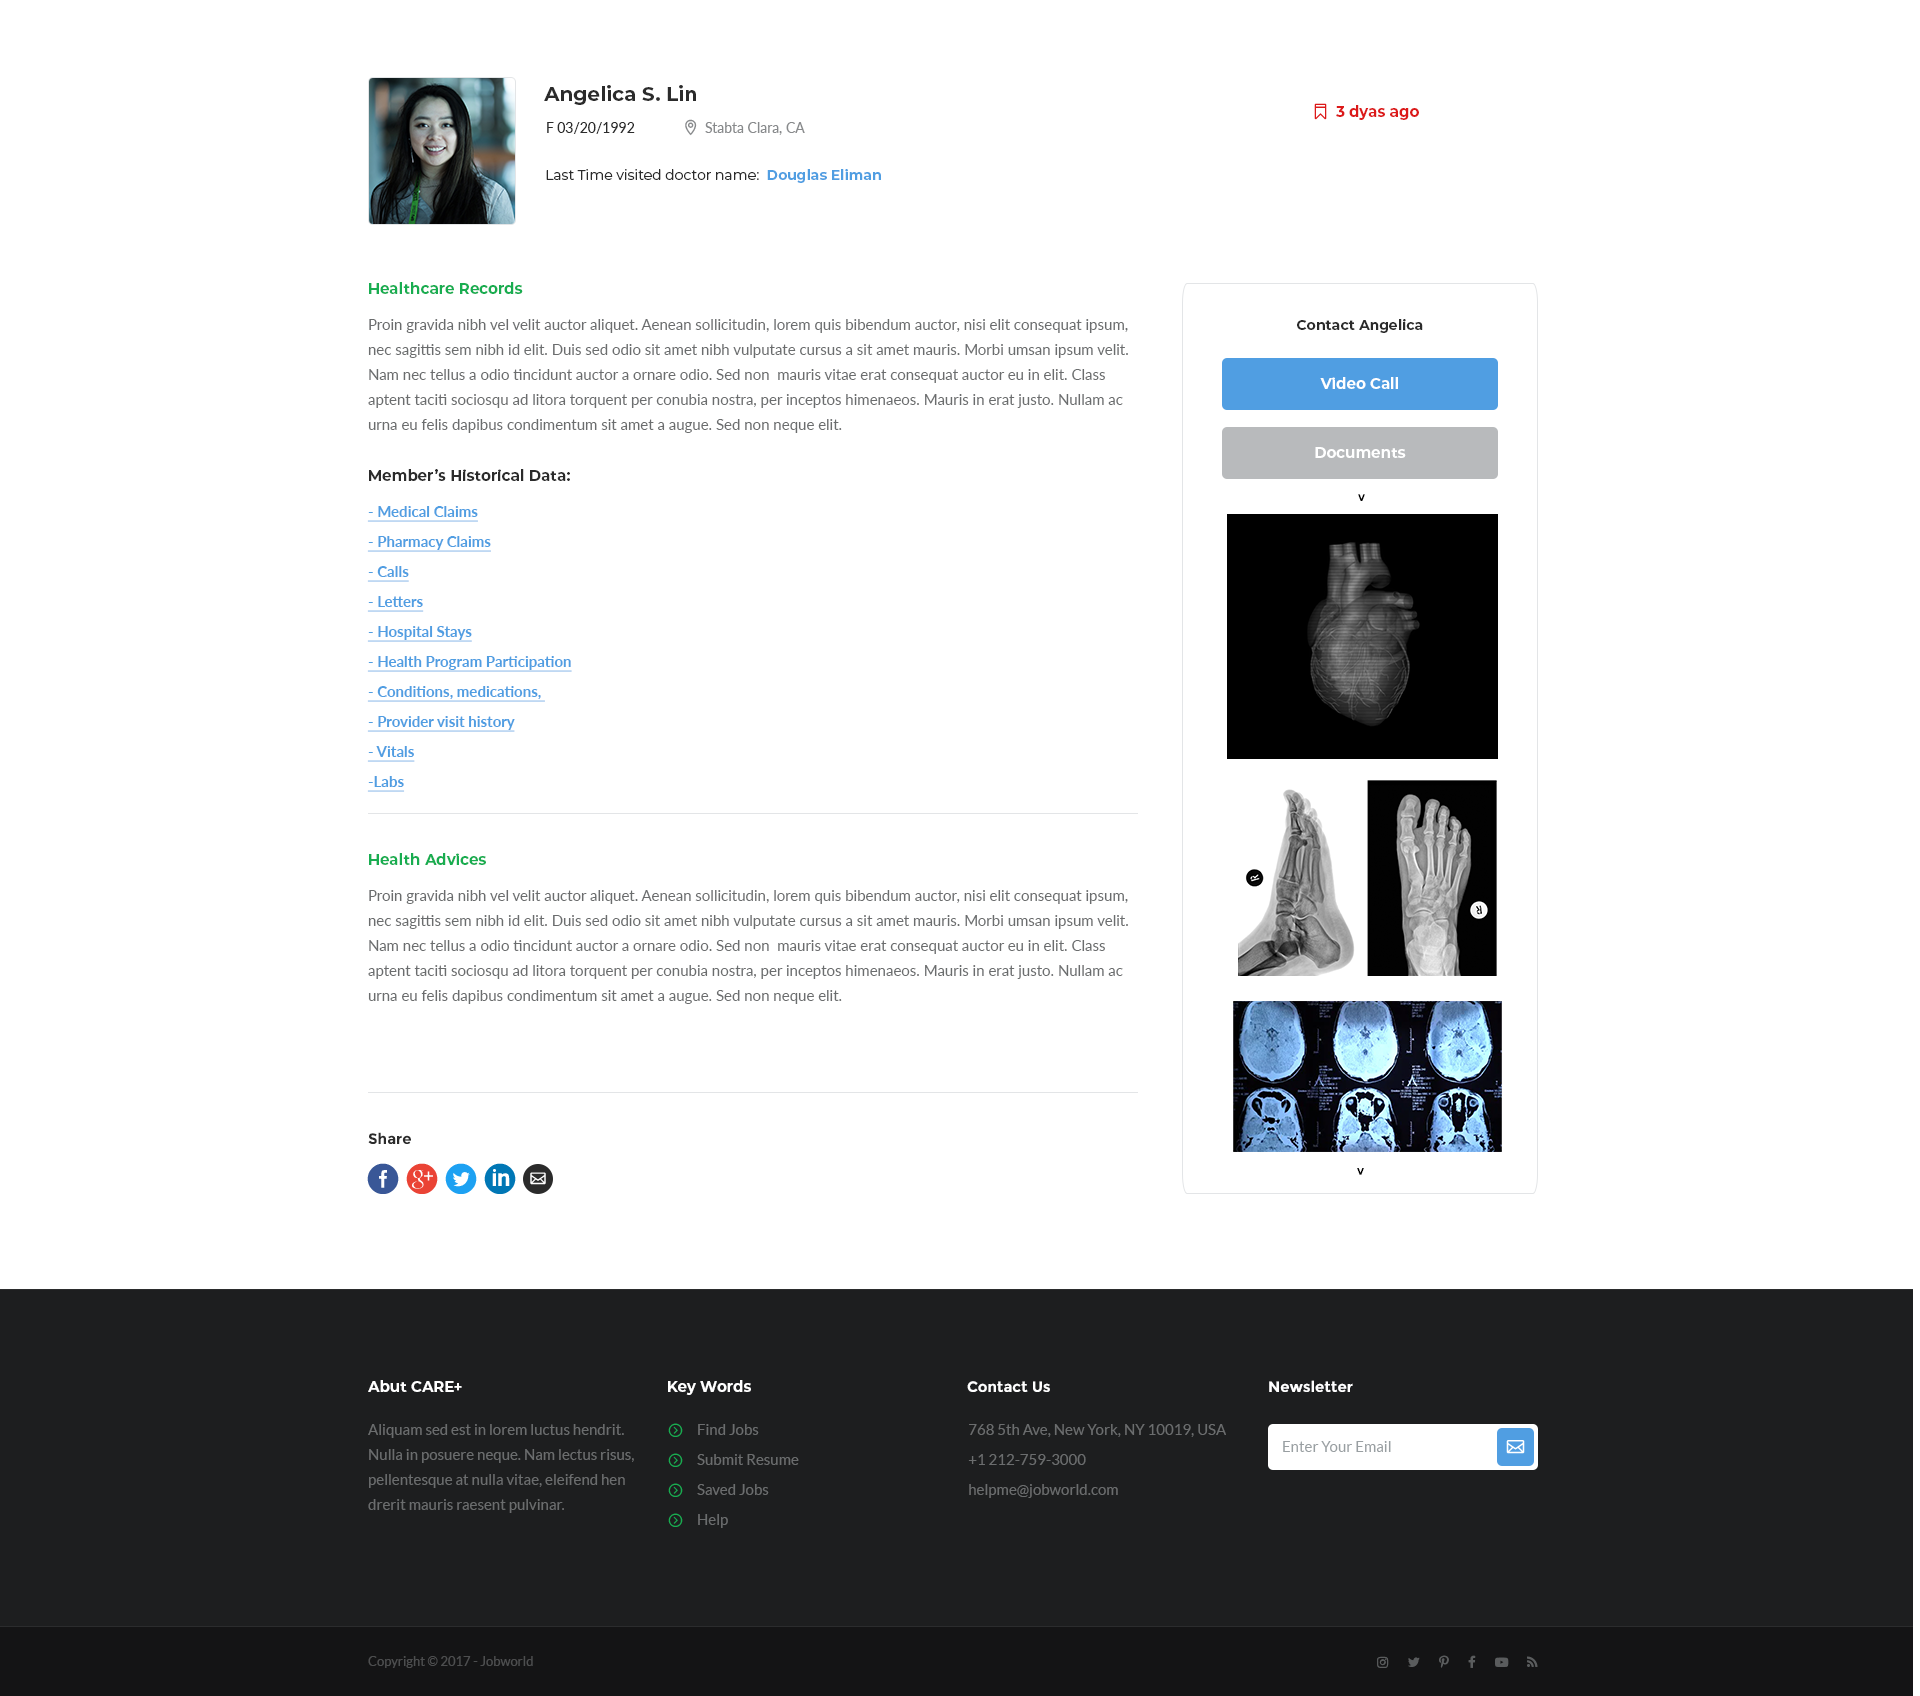 Angelica S. Lin
F 03/20/1992 Stabta Clara, CA
3 dyas ago
Last Time visited doctor name: Douglas Eliman
Healthcare Records
Proin gravida nibh vel velit auctor aliquet. Aenean sollicitudin, lorem quis bibendum auctor, nisi elit consequat ipsum,
nec sagittis sem nibh id elit. Duis sed odio sit amet nibh vulputate cursus a sit amet mauris. Morbi umsan ipsum velit.
Nam nec tellus a odio tincidunt auctor a ornare odio. Sed non  mauris vitae erat consequat auctor eu in elit. Class
aptent taciti sociosqu ad litora torquent per conubia nostra, per inceptos himenaeos. Mauris in erat justo. Nullam ac
urna eu felis dapibus condimentum sit amet a augue. Sed non neque elit.
Member's Historical Data:
- Medical Claims
- Pharmacy Claims
- Calls
- Letters
- Hospital Stays
- Health Program Participation
- Conditions, medications,
- Provider visit history
- Vitals
-Labs
Health Advices
Proin gravida nibh vel velit auctor aliquet. Aenean sollicitudin, lorem quis bibendum auctor, nisi elit consequat ipsum,
nec sagittis sem nibh id elit. Duis sed odio sit amet nibh vulputate cursus a sit amet mauris. Morbi umsan ipsum velit.
Nam nec tellus a odio tincidunt auctor a ornare odio. Sed non  mauris vitae erat consequat auctor eu in elit. Class
aptent taciti sociosqu ad litora torquent per conubia nostra, per inceptos himenaeos. Mauris in erat justo. Nullam ac
urna eu felis dapibus condimentum sit amet a augue. Sed non neque elit.
Share
Contact Angelica
Video Call
Documents
v
R
R
v
Abut CARE+
Aliquam sed est in lorem luctus hendrit.
Nulla in posuere neque. Nam lectus risus,
pellentesque at nulla vitae, eleifend hen
drerit mauris raesent pulvinar.
Key Words
Find Jobs
Submit Resume
Saved Jobs
Help
Contact Us
768 5th Ave, New York, NY 10019, USA
+1 212-759-3000
helpme@jobworld.com
Newsletter
Enter Your Email
Copyright © 2017 - Jobworld